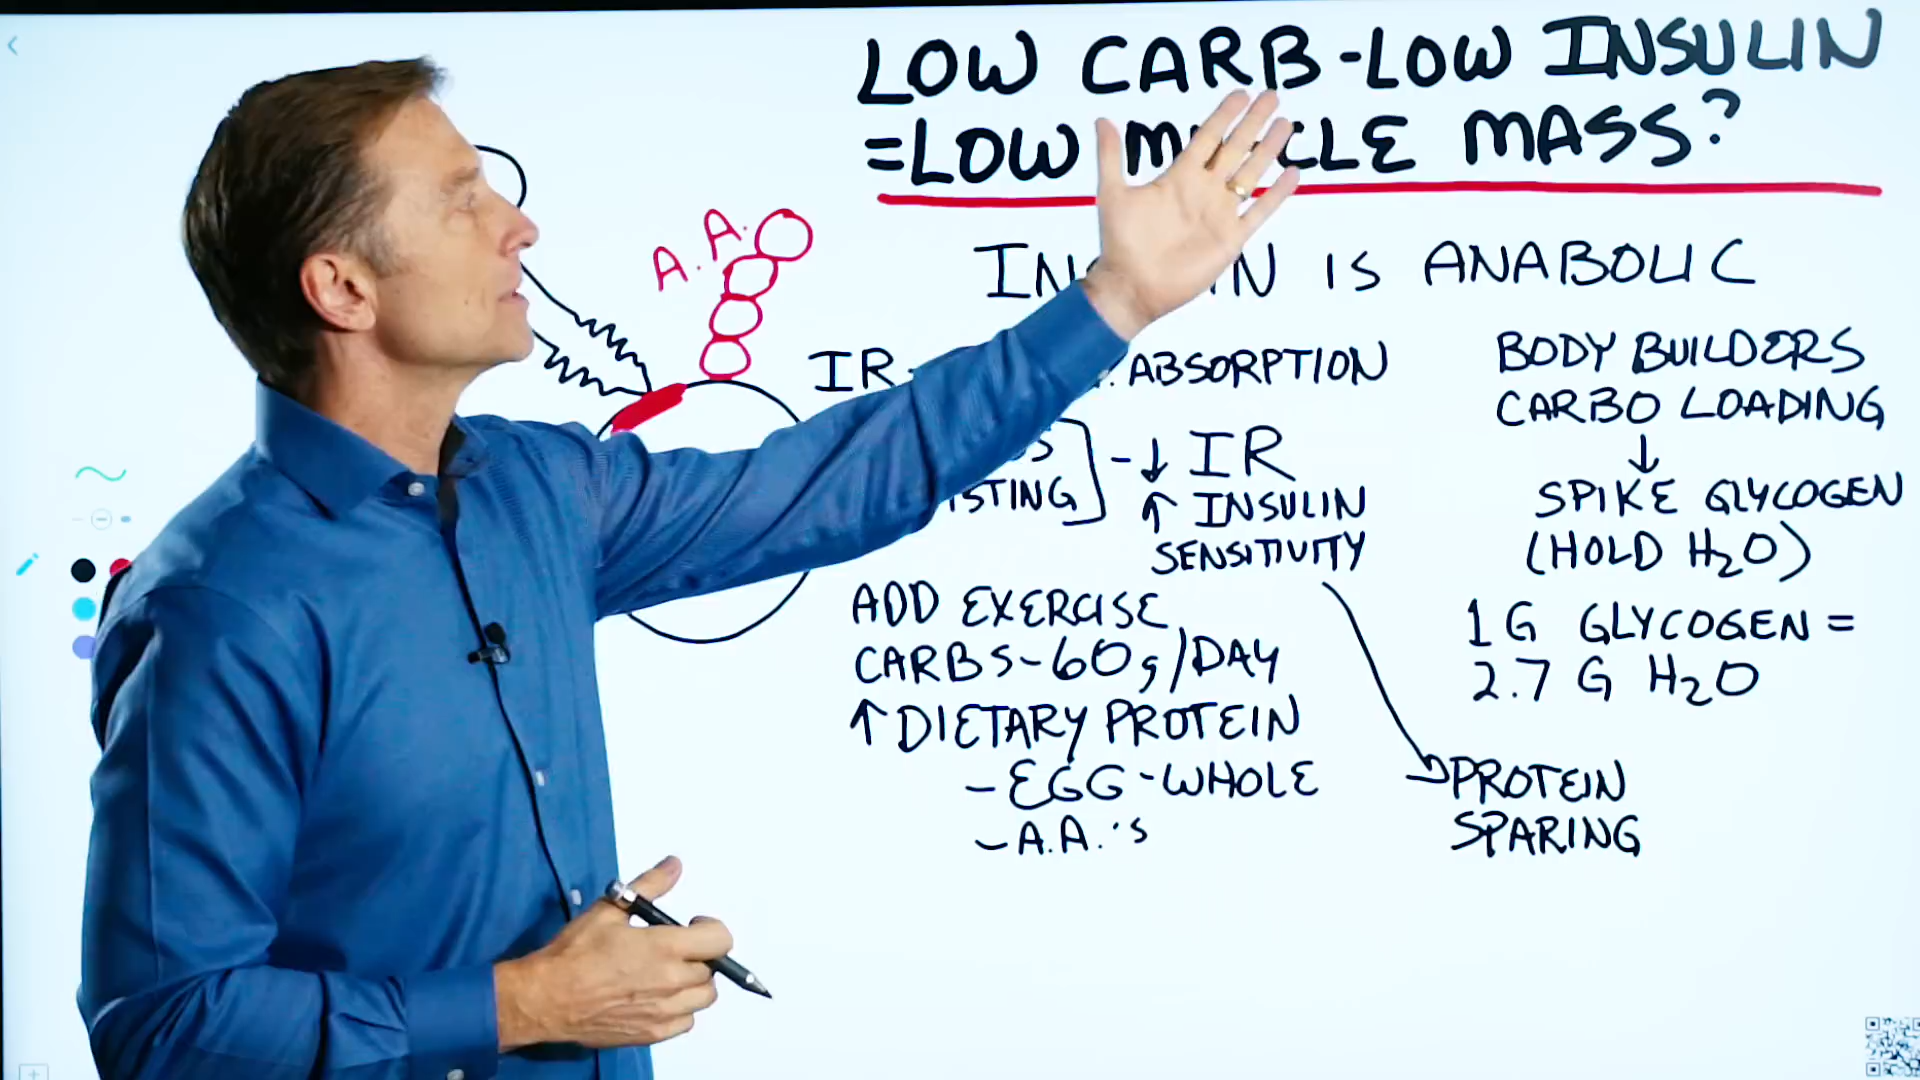 LOW CARB-LOW INSULIN
=LOW MASS?
IS ANABOLIC
A.A.
IR
ABSORPTION
- ↓ IR
↑ INSULIN
SENSITIVITY
ADD EXERCISE
CARBS-60g/DAY
↑ DIETARY PROTEIN
- EGG-WHOLE
- A.A.'s
BODY BUILDERS
CARBO LOADING
↓
SPIKE GLYCOGEN
(HOLD H2O)
1G GLYCOGEN =
2.7 G H2O
PROTEIN
SPARING